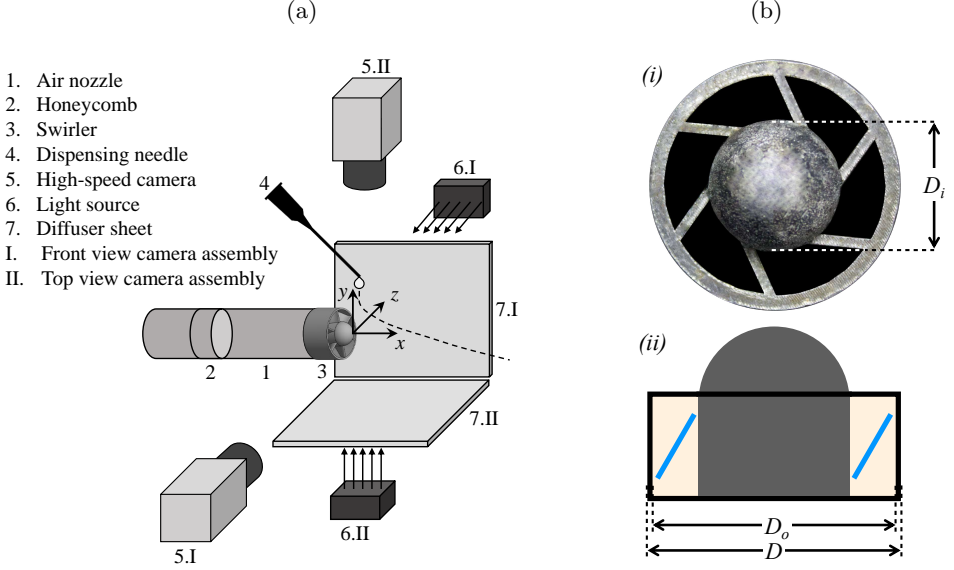 (a)
(b)
1. Air nozzle
2. Honeycomb
3. Swirler
4. Dispensing needle
5. High-speed camera
6. Light source
7. Diffuser sheet
I. Front view camera assembly
II. Top view camera assembly
5.II
6.I
4
y
z
x
7.I
2
1
3
7.II
5.I
6.II
(i)
D_i
(ii)
D_o
D